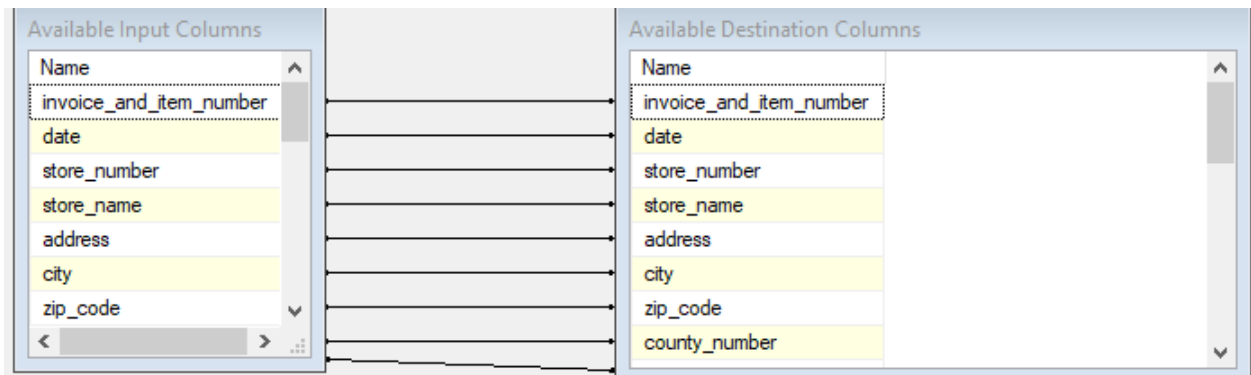 Available Input Columns
Name
invoice_and_item_number
date
store_number
store_name
address
city
zip_code
Available Destination Columns
Name
invoice_and_item_number
date
store_number
store_name
address
city
zip_code
county_number